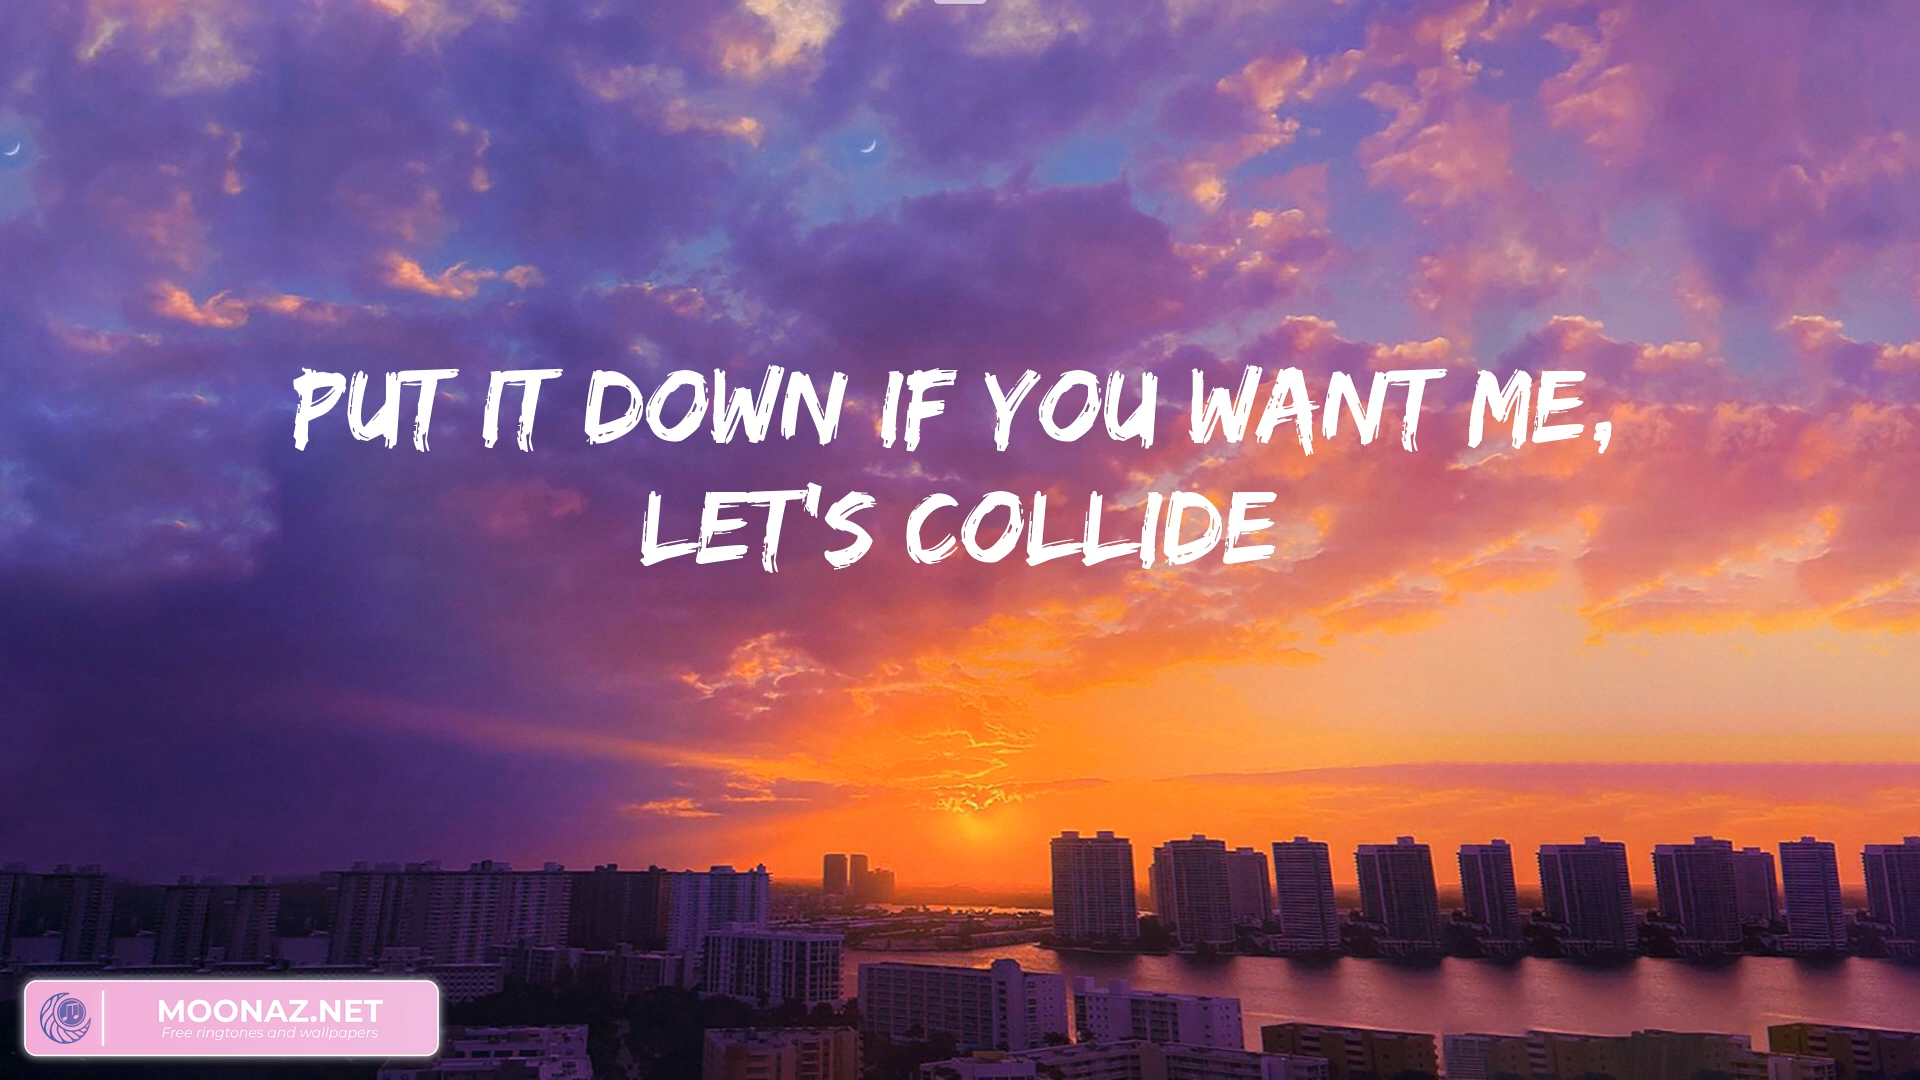 PUT IT DOWN IF YOU WANT ME,
LET'S COLLIDE
MOONAZ.NET
Free ringtones and wallpapers